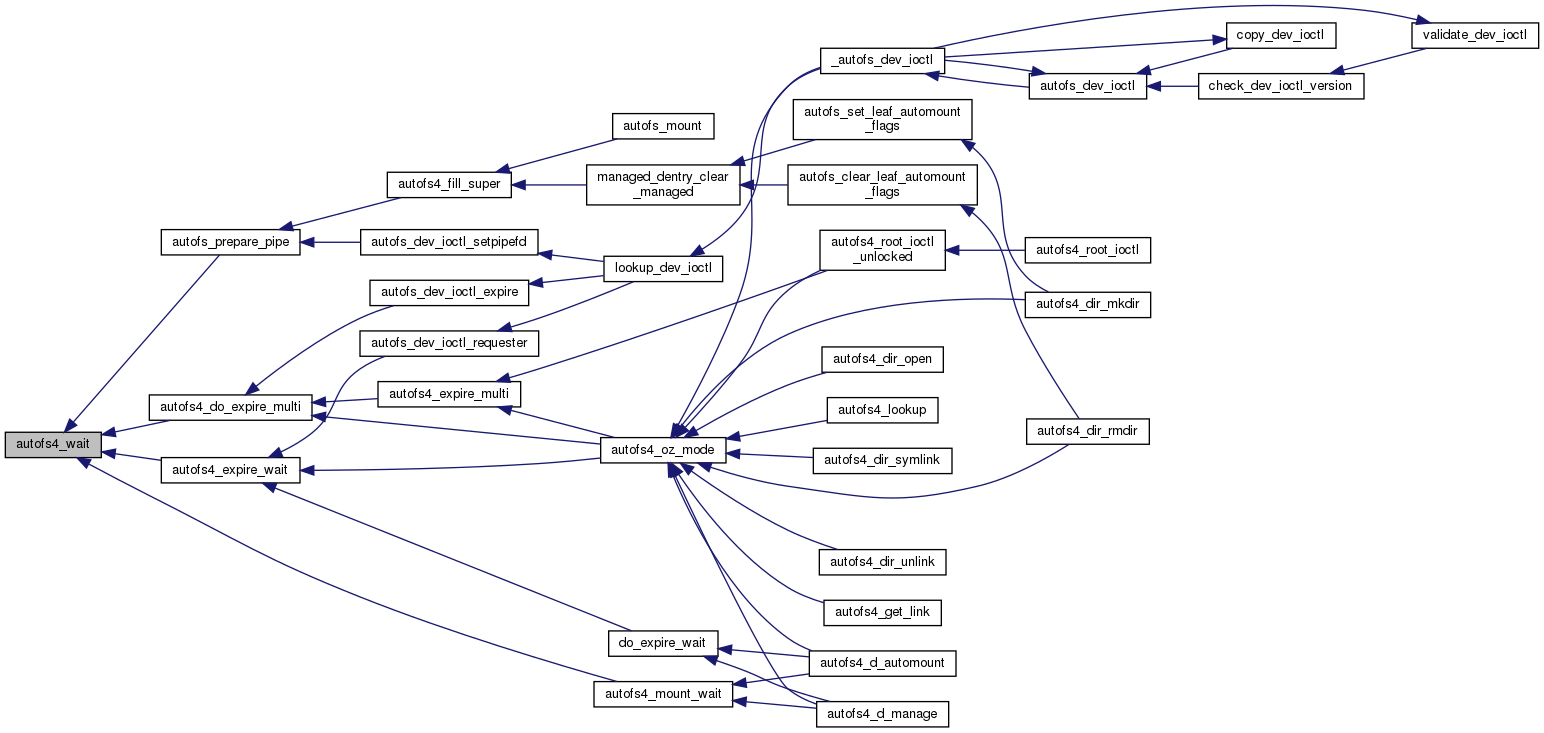 copy_dev_ioctl
validate_dev_ioctl
_autofs_dev_ioctl
autofs_dev_ioctl
check_dev_ioctl_version
autofs_set_leaf_automount
_flags
autofs_mount
managed_dentry_clear
_managed
autofs_clear_leaf_automount
_flags
autofs4_fill_super
autofs_prepare_pipe
autofs_dev_ioctl_setpipefd
autofs4_root_ioctl
_unlocked
autofs4_root_ioctl
lookup_dev_ioctl
autofs_dev_ioctl_expire
autofs4_dir_mkdir
autofs_dev_ioctl_requester
autofs4_dir_open
autofs4_expire_multi
autofs4_do_expire_multi
autofs4_lookup
autofs4_dir_rmdir
autofs4_wait
autofs4_oz_mode
autofs4_dir_symlink
autofs4_expire_wait
autofs4_dir_unlink
autofs4_get_link
do_expire_wait
autofs4_d_automount
autofs4_mount_wait
autofs4_d_manage